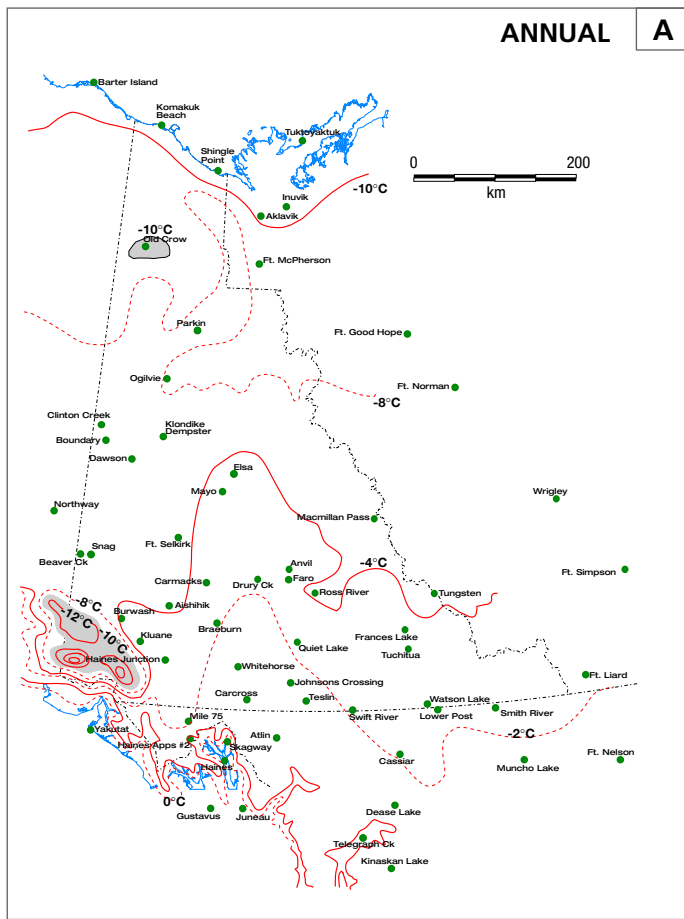 ANNUAL
A
Barter Island
Komakuk
Beach
Tuktoyaktuk
Shingle
Point
0
200
km
-10°C
Inuvik
Aklavik
-10°C
Old Crow
Ft. McPherson
Parkin
Ft. Good Hope
Ogilvie
Ft. Norman
-8°C
Clinton Creek
Klondike
Dempster
Boundary
Dawson
Elsa
Mayo
Wrigley
Northway
Macmillan Pass
Ft. Selkirk
Snag
Beaver Ck
Anvil
-4°C
Ft. Simpson
Carmacks
Drury Ck
Faro
Ross River
Tungsten
-8°C
-12°C
-10°C
Aishihik
Burwash
Braeburn
Frances Lake
Kluane
Quiet Lake
Tuchitua
Haines Junction
Whitehorse
Ft. Liard
Johnsons Crossing
Carcross
Teslin
Watson Lake
Swift River
Lower Post
Smith River
Mile 75
Yakutat
Atlin
-2°C
Haines Apps #2
Skagway
Ft. Nelson
Cassiar
Muncho Lake
Haines
0°C
Gustavus
Juneau
Dease Lake
Telegraph Ck
Kinaskan Lake